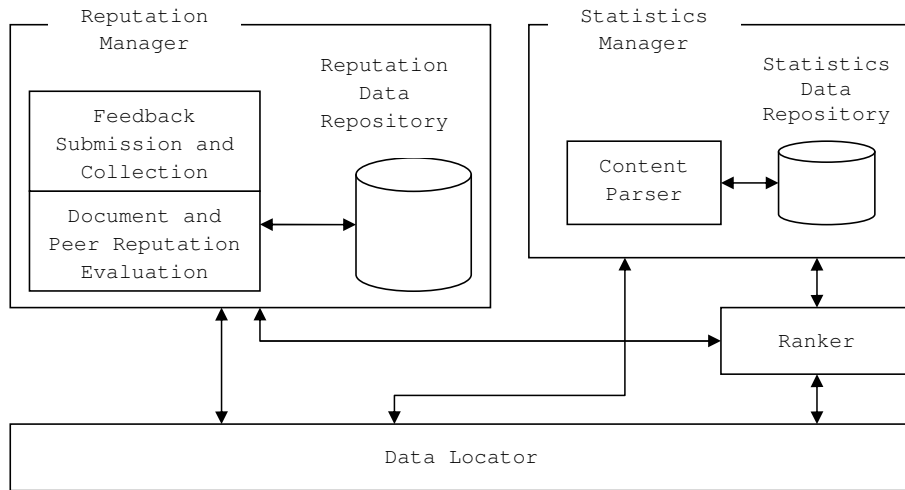 Reputation
Manager
Reputation
Data
Repository
Feedback
Submission and
Collection
Document and
Peer Reputation
Evaluation
Statistics
Manager
Statistics
Data
Repository
Content
Parser
Ranker
Data Locator